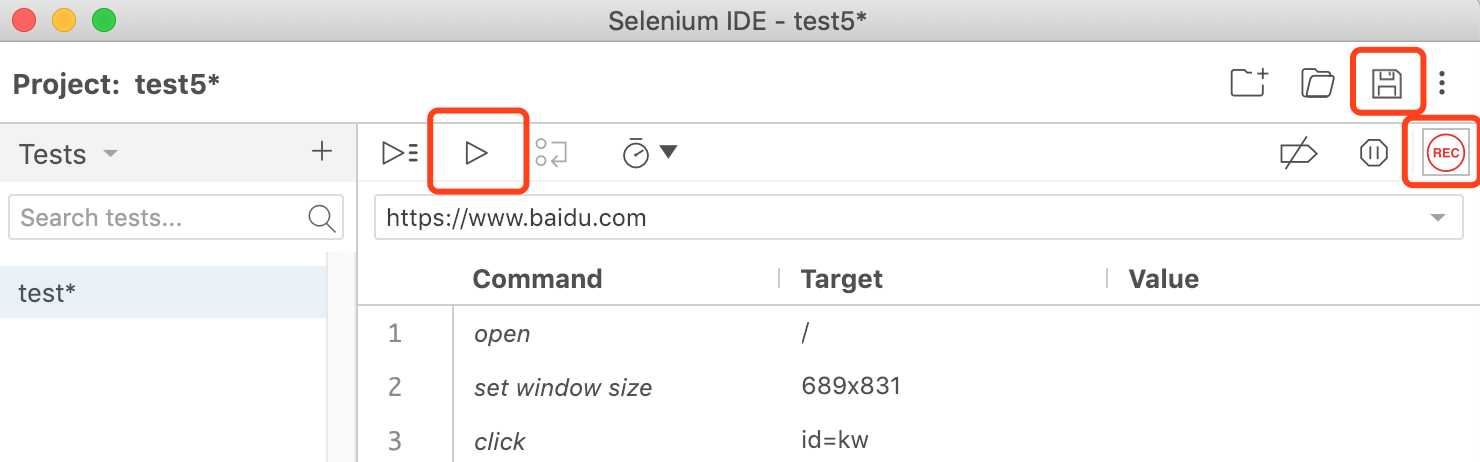 Selenium IDE - test5*
Project: test5*
Tests
REC
Search tests...
https://www.baidu.com
Command Target Value
test*
1 open /
2 set window size 689x831
3 click id=kw